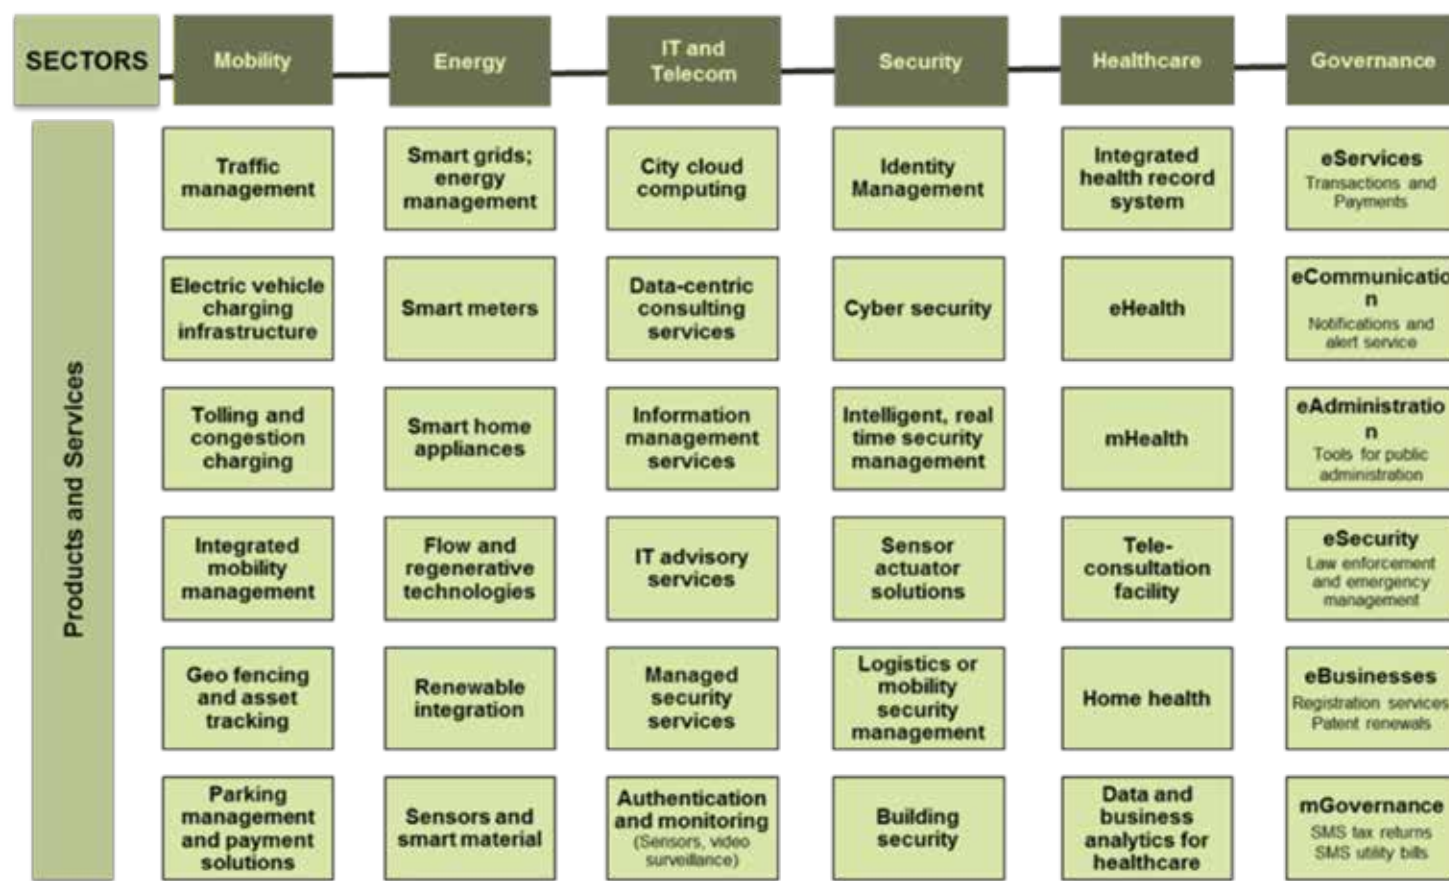 SECTORS
Mobility
Energy
IT and
Telecom
Security
Healthcare
Governance
Products and Services
Traffic
management
Smart grids;
energy
management
City cloud
computing
Identity
Management
Integrated
health record
system
eServices
Transactions and
Payments
Electric vehicle
charging
infrastructure
Smart meters
Data-centric
consulting
services
Cyber security
eHealth
eCommunicatio
n
Notifications and
alert service
Tolling and
congestion
charging
Smart home
appliances
Information
management
services
Intelligent, real
time security
management
mHealth
eAdministratio
n
Tools for public
administration
Integrated
mobility
management
Flow and
regenerative
technologies
IT advisory
services
Sensor
actuator
solutions
Tele-
consultation
facility
eSecurity
Law enforcement
and emergency
management
Geo fencing
and asset
tracking
Renewable
integration
Managed
security
services
Logistics or
mobility
security
management
Home health
eBusinesses
Registration services
Patent renewals
Parking
management
and payment
solutions
Sensors and
smart material
Authentication
and monitoring
(Sensors, video
surveillance)
Building
security
Data and
business
analytics for
healthcare
mGovernance
SMS tax returns
SMS utility bills